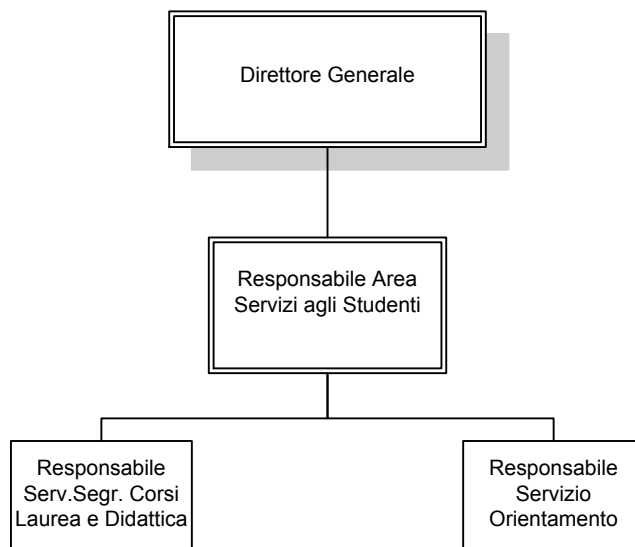 Direttore Generale
Responsabile Area
Servizi agli Studenti
Responsabile
Serv.Segr. Corsi
Laurea e Didattica
Responsabile
Servizio
Orientamento